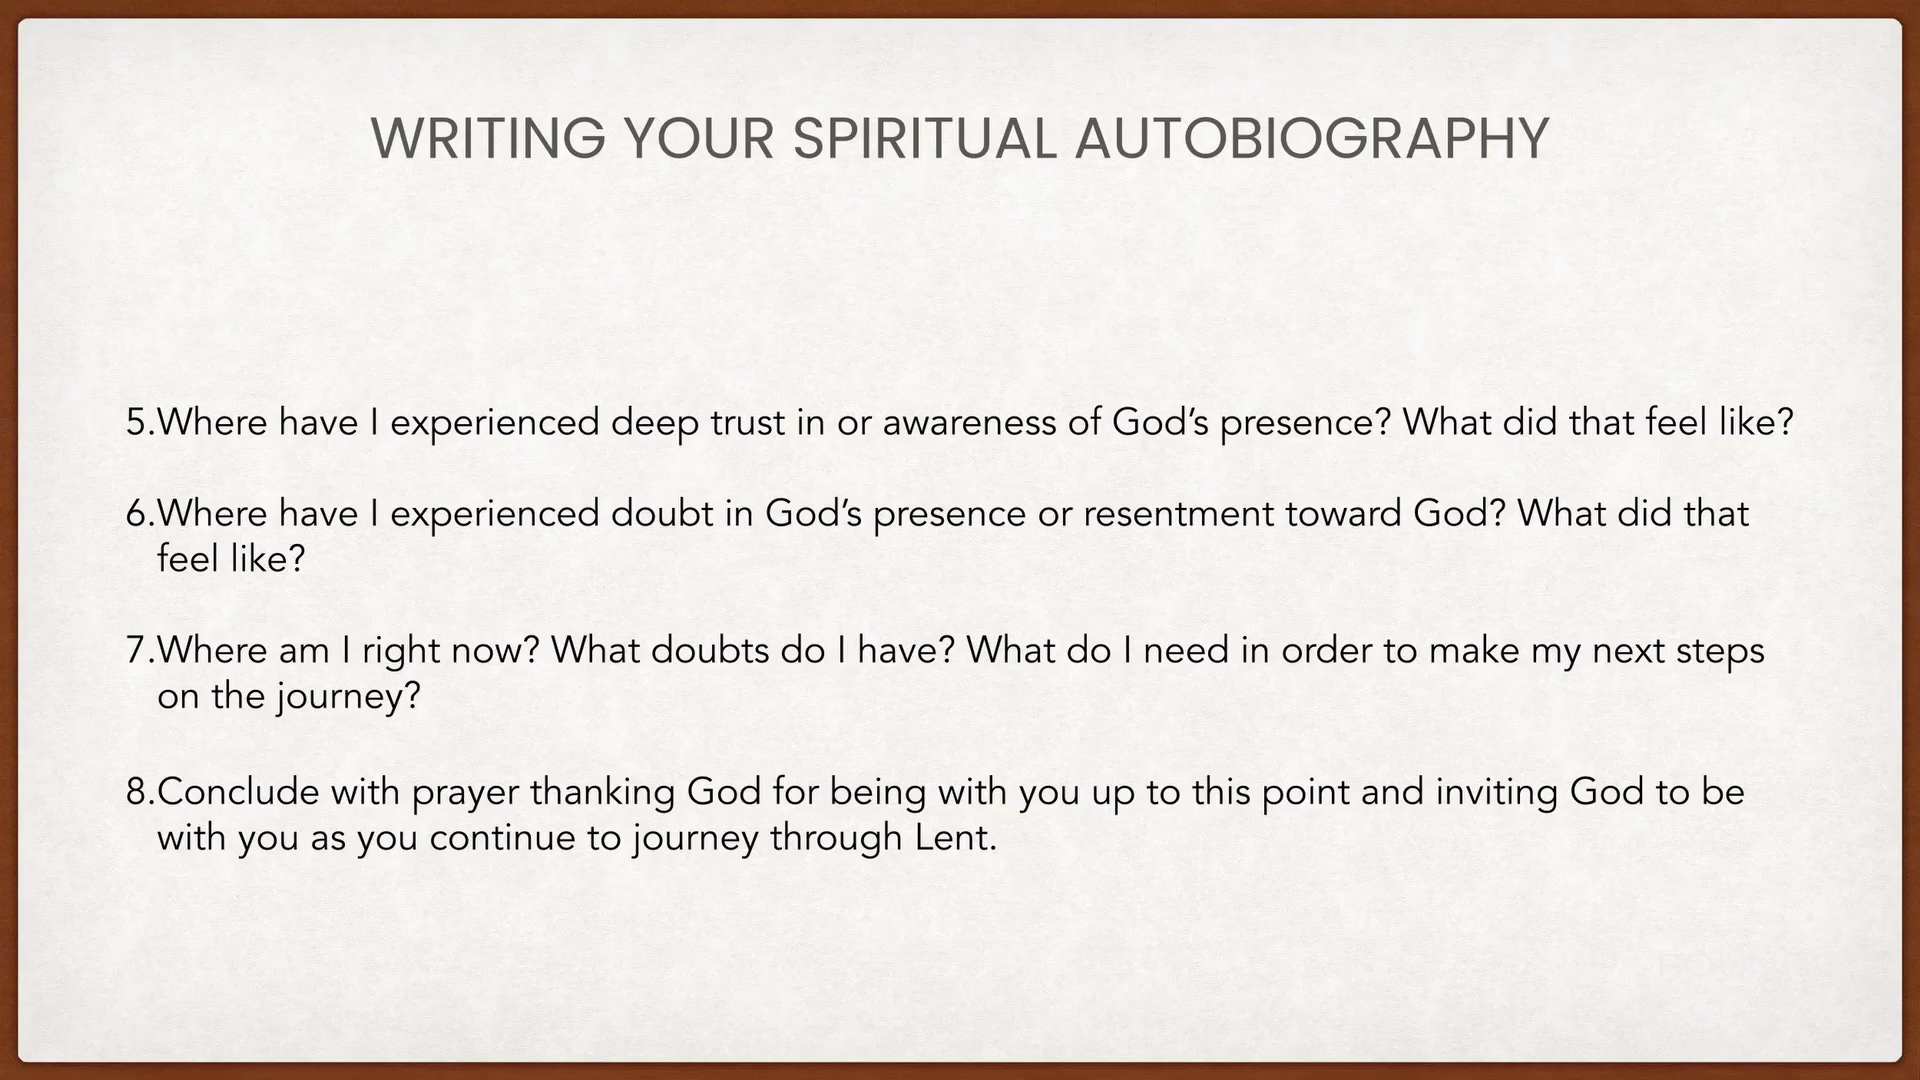 WRITING YOUR SPIRITUAL AUTOBIOGRAPHY
5.Where have I experienced deep trust in or awareness of God’s presence? What did that feel like?
6.Where have I experienced doubt in God’s presence or resentment toward God? What did that
feel like?
7.Where am I right now? What doubts do I have? What do I need in order to make my next steps
on the journey?
8.Conclude with prayer thanking God for being with you up to this point and inviting God to be
with you as you continue to journey through Lent.